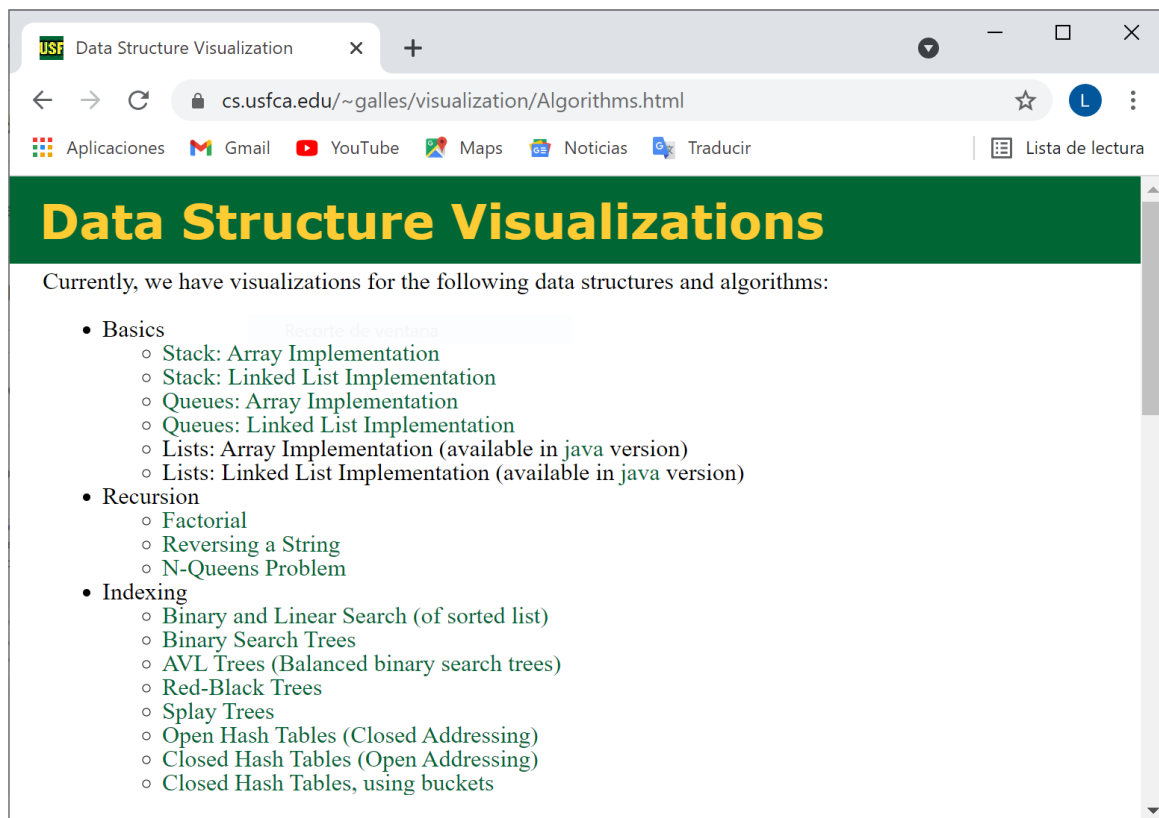 USF Data Structure Visualization
cs.usfca.edu/~galles/visualization/Algorithms.html
L
Aplicaciones Gmail YouTube Maps Noticias Traducir Lista de lectura
Data Structure Visualizations
Currently, we have visualizations for the following data structures and algorithms:
Basics
Recorte de ventana
Stack: Array Implementation
Stack: Linked List Implementation
Queues: Array Implementation
Queues: Linked List Implementation
Lists: Array Implementation (available in java version)
Lists: Linked List Implementation (available in java version)
Recursion
Factorial
Reversing a String
N-Queens Problem
Indexing
Binary and Linear Search (of sorted list)
Binary Search Trees
AVL Trees (Balanced binary search trees)
Red-Black Trees
Splay Trees
Open Hash Tables (Closed Addressing)
Closed Hash Tables (Open Addressing)
Closed Hash Tables, using buckets